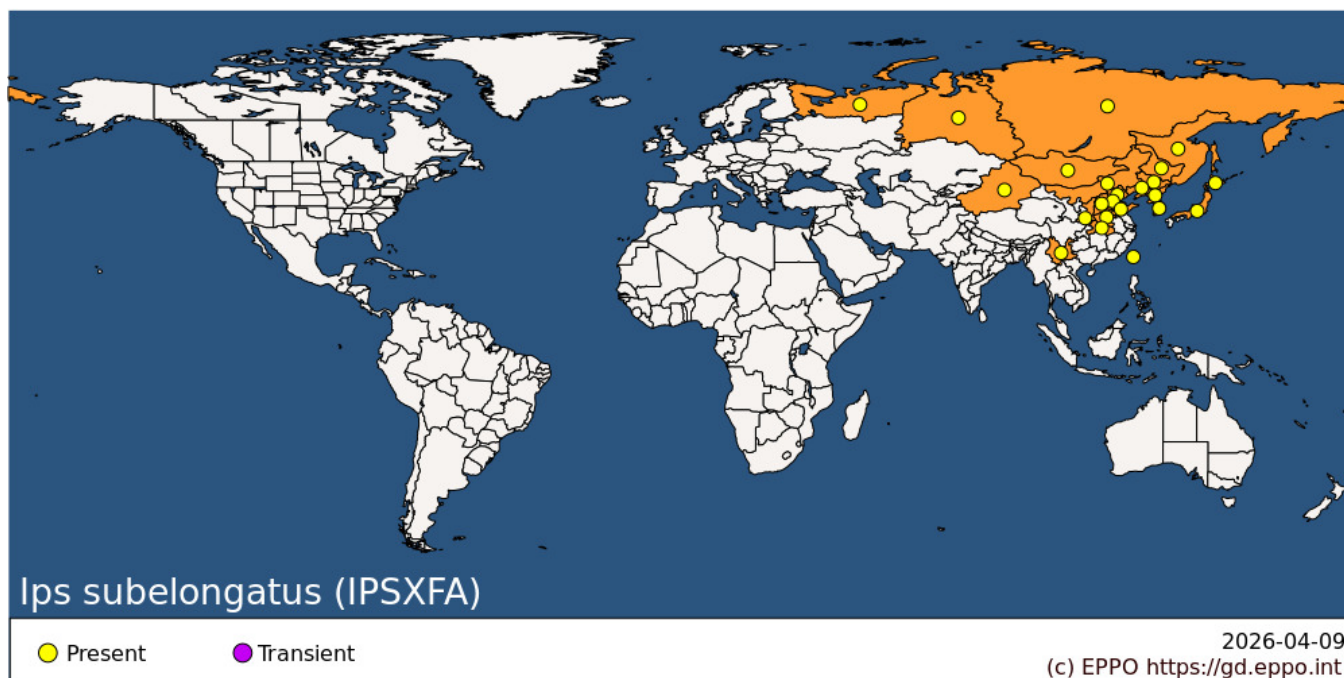 Ips subelongatus (IPSXFA)
Present
Transient
2026-04-09
(c) EPPO https://gd.eppo.int